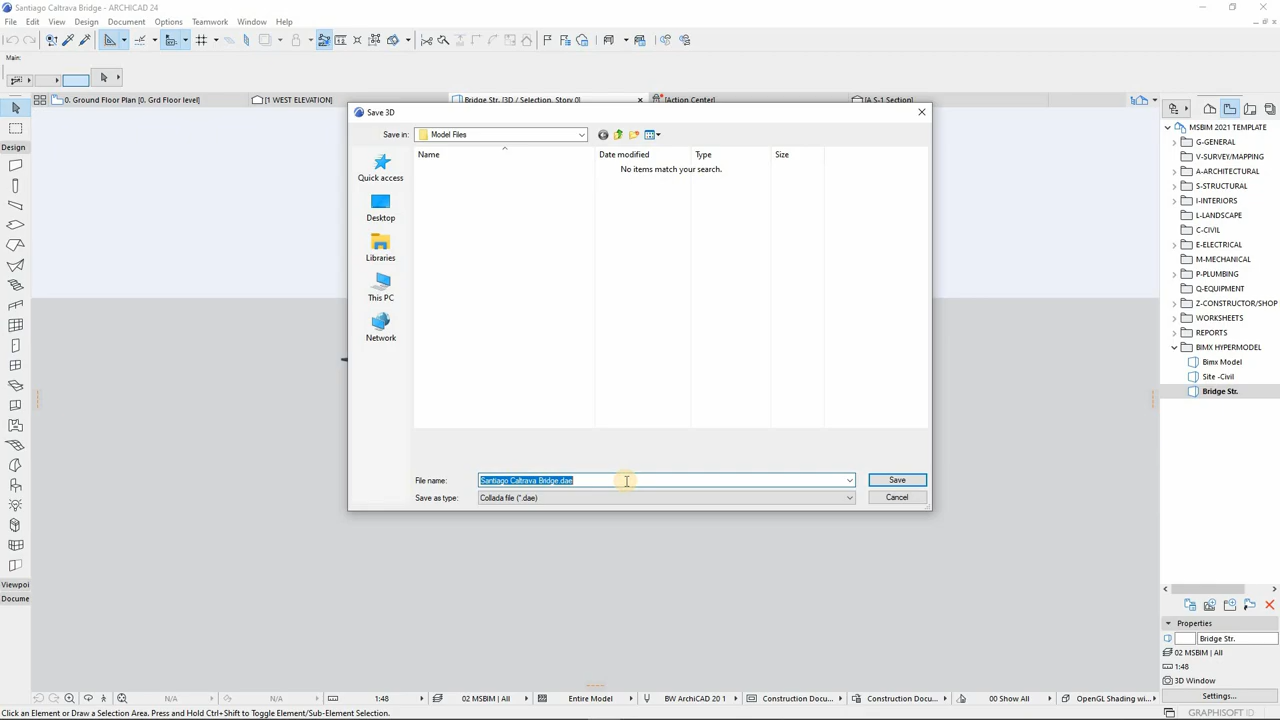 Santiago Caltrava Bridge - ARCHICAD 24
File Edit View Design Document Options Teamwork Window Help
Main:
0. Ground Floor Plan [0. Grd Floor level]
[1 WEST ELEVATION]
Bridge Str. [3D / Selection, Story 0]
[Action Center]
[A S-1 Section]
Design
Viewpoi
Docume
Save 3D
Save in: Model Files
Name Date modified Type Size
No items match your search.
Quick access
Desktop
Libraries
This PC
Network
File name: Santiago Caltrava Bridge.dae Save
Save as type: Collada file (*.dae) Cancel
MSBIM 2021 TEMPLATE
G-GENERAL
V-SURVEY/MAPPING
A-ARCHITECTURAL
S-STRUCTURAL
I-INTERIORS
L-LANDSCAPE
C-CIVIL
E-ELECTRICAL
M-MECHANICAL
P-PLUMBING
Q-EQUIPMENT
Z-CONSTRUCTOR/SHOP
WORKSHEETS
REPORTS
BIMX HYPERMODEL
Bimx Model
Site -Civil
Bridge Str.
Properties
Bridge Str.
02 MSBIM | All
1:48
3D Window
Settings...
N/A N/A 1:48 02 MSBIM | All Entire Model BW ArchiCAD 20 1 Construction Docu... Construction Docu... 00 Show All OpenGL Shading wi...
Click an Element or Draw a Selection Area. Press and Hold Ctrl+Shift to Toggle Element/Sub-Element Selection.
GRAPHISOFT ID